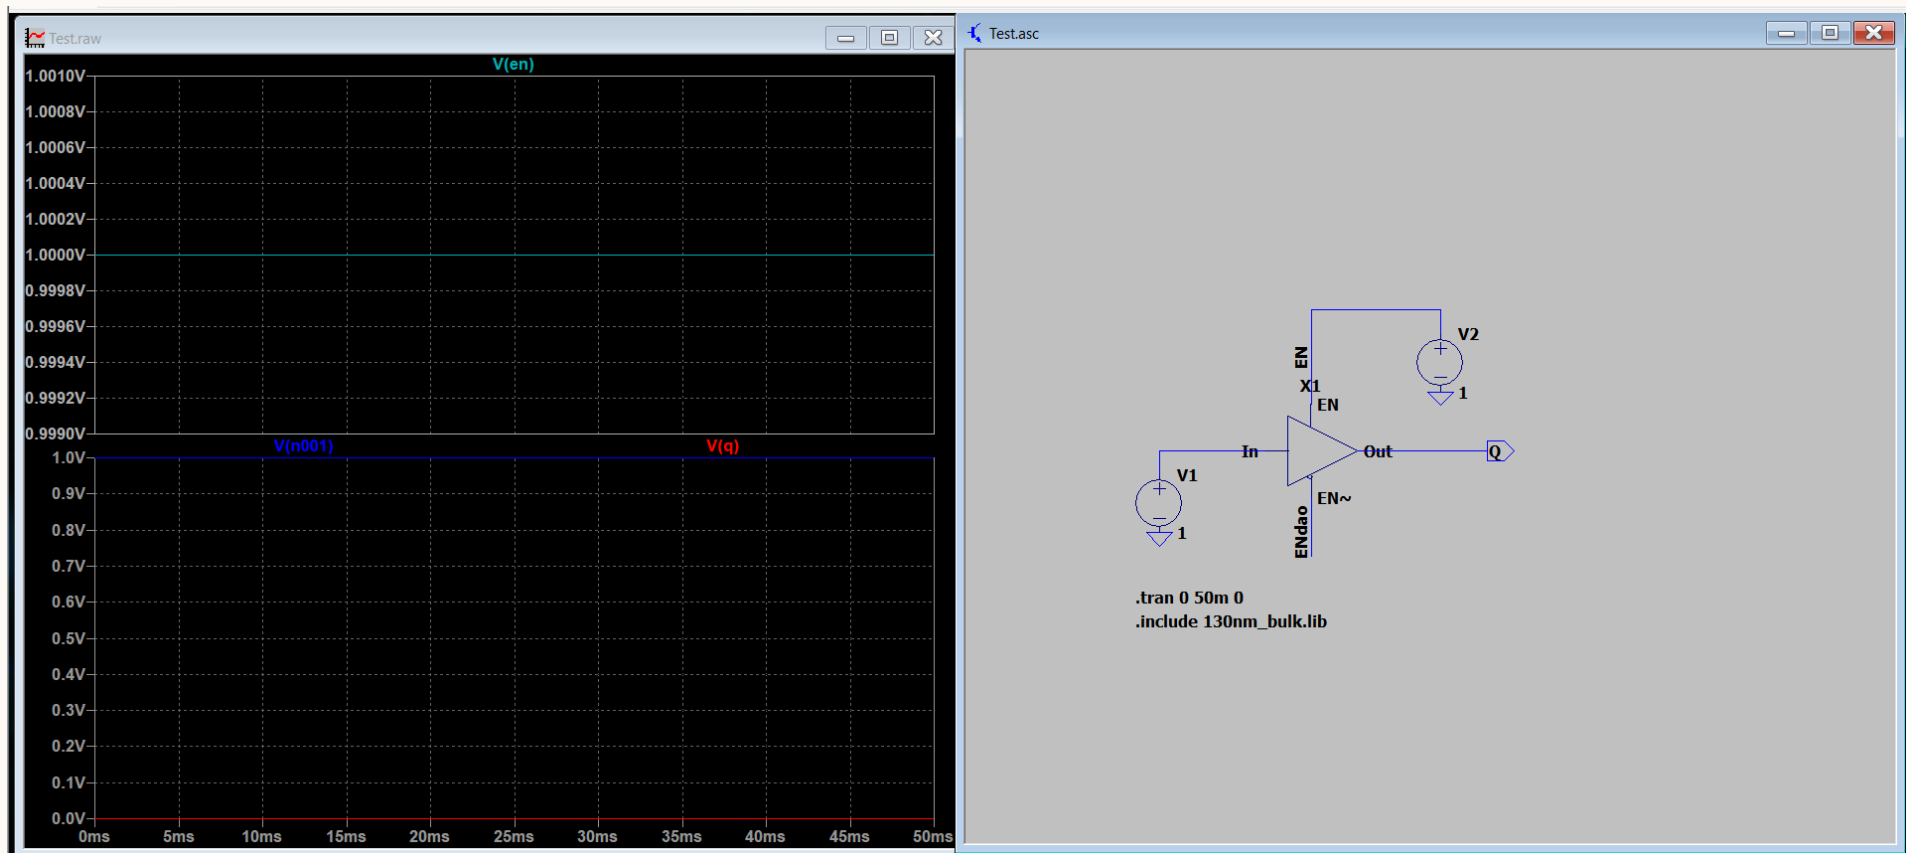 Test.raw
V(en)
1.0010V
1.0008V
1.0006V
1.0004V
1.0002V
1.0000V
0.9998V
0.9996V
0.9994V
0.9992V
0.9990V
V(n001) V(q)
1.0V
0.9V
0.8V
0.7V
0.6V
0.5V
0.4V
0.3V
0.2V
0.1V
0.0V
0ms 5ms 10ms 15ms 20ms 25ms 30ms 35ms 40ms 45ms 50ms
Test.asc
V2
EN
X1
1
EN
In
Out
Q
V1
EN~
ENdao
1
.tran 0 50m 0
.include 130nm_bulk.lib